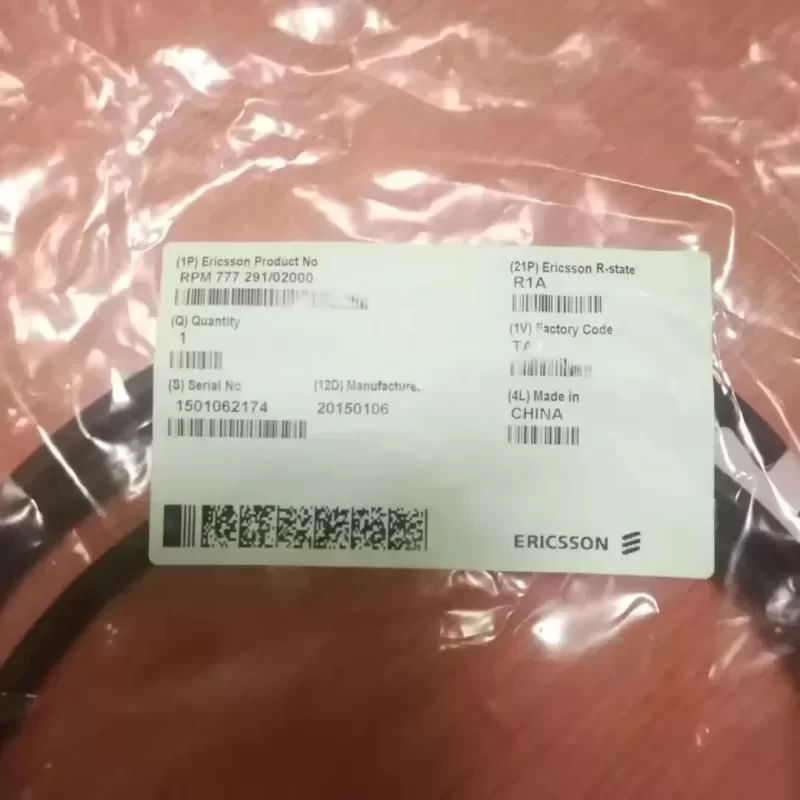 (1P) Ericsson Product No
RPM 777 291/02000
(21P) Ericsson R-state
R1A
(Q) Quantity
1
(1V) Factory Code
(S) Serial No
1501062174
(12D) Manufacture
20150106
(4L) Made in
CHINA
ERICSSON